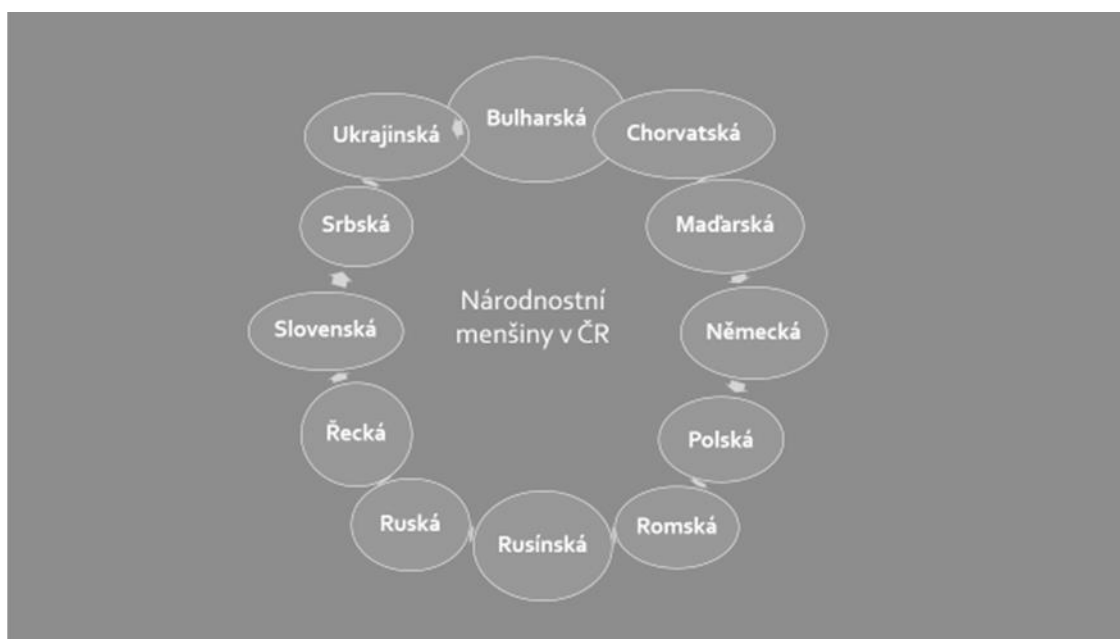 Bulharská
Ukrajinská
Chorvatská
Srbská
Maďarská
Národnostní
menšiny v ČR
Slovenská
Německá
Řecká
Polská
Ruská
Rusínská
Romská